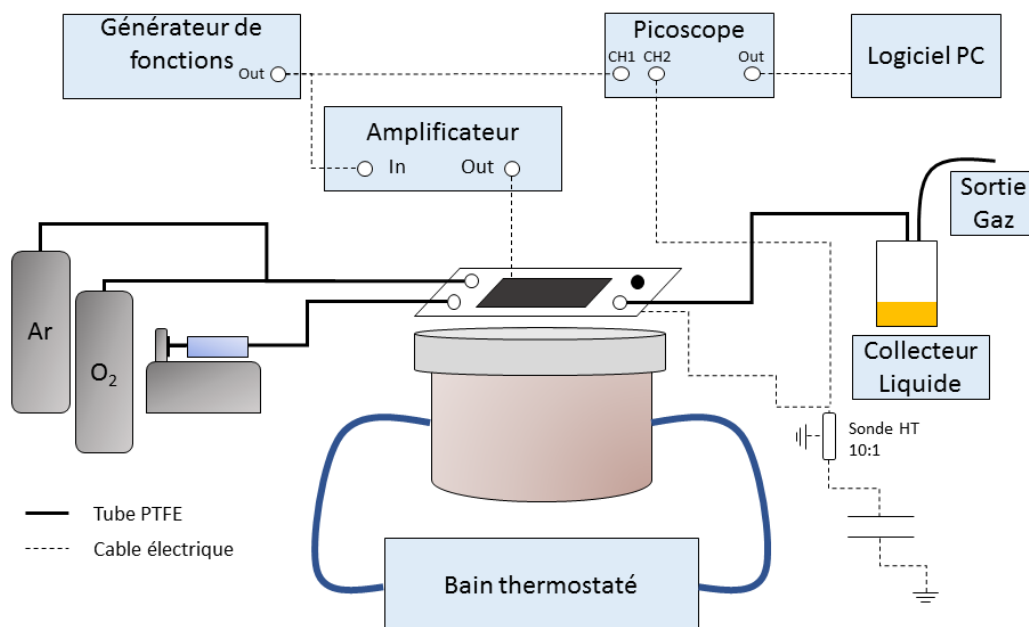 Générateur de
fonctions
Out
Picoscope
CH1 CH2 Out
Logiciel PC
Amplificateur
In Out
Sortie
Gaz
Ar
O₂
Collecteur
Liquide
Sonde HT
10:1
Tube PTFE
Cable électrique
Bain thermostaté